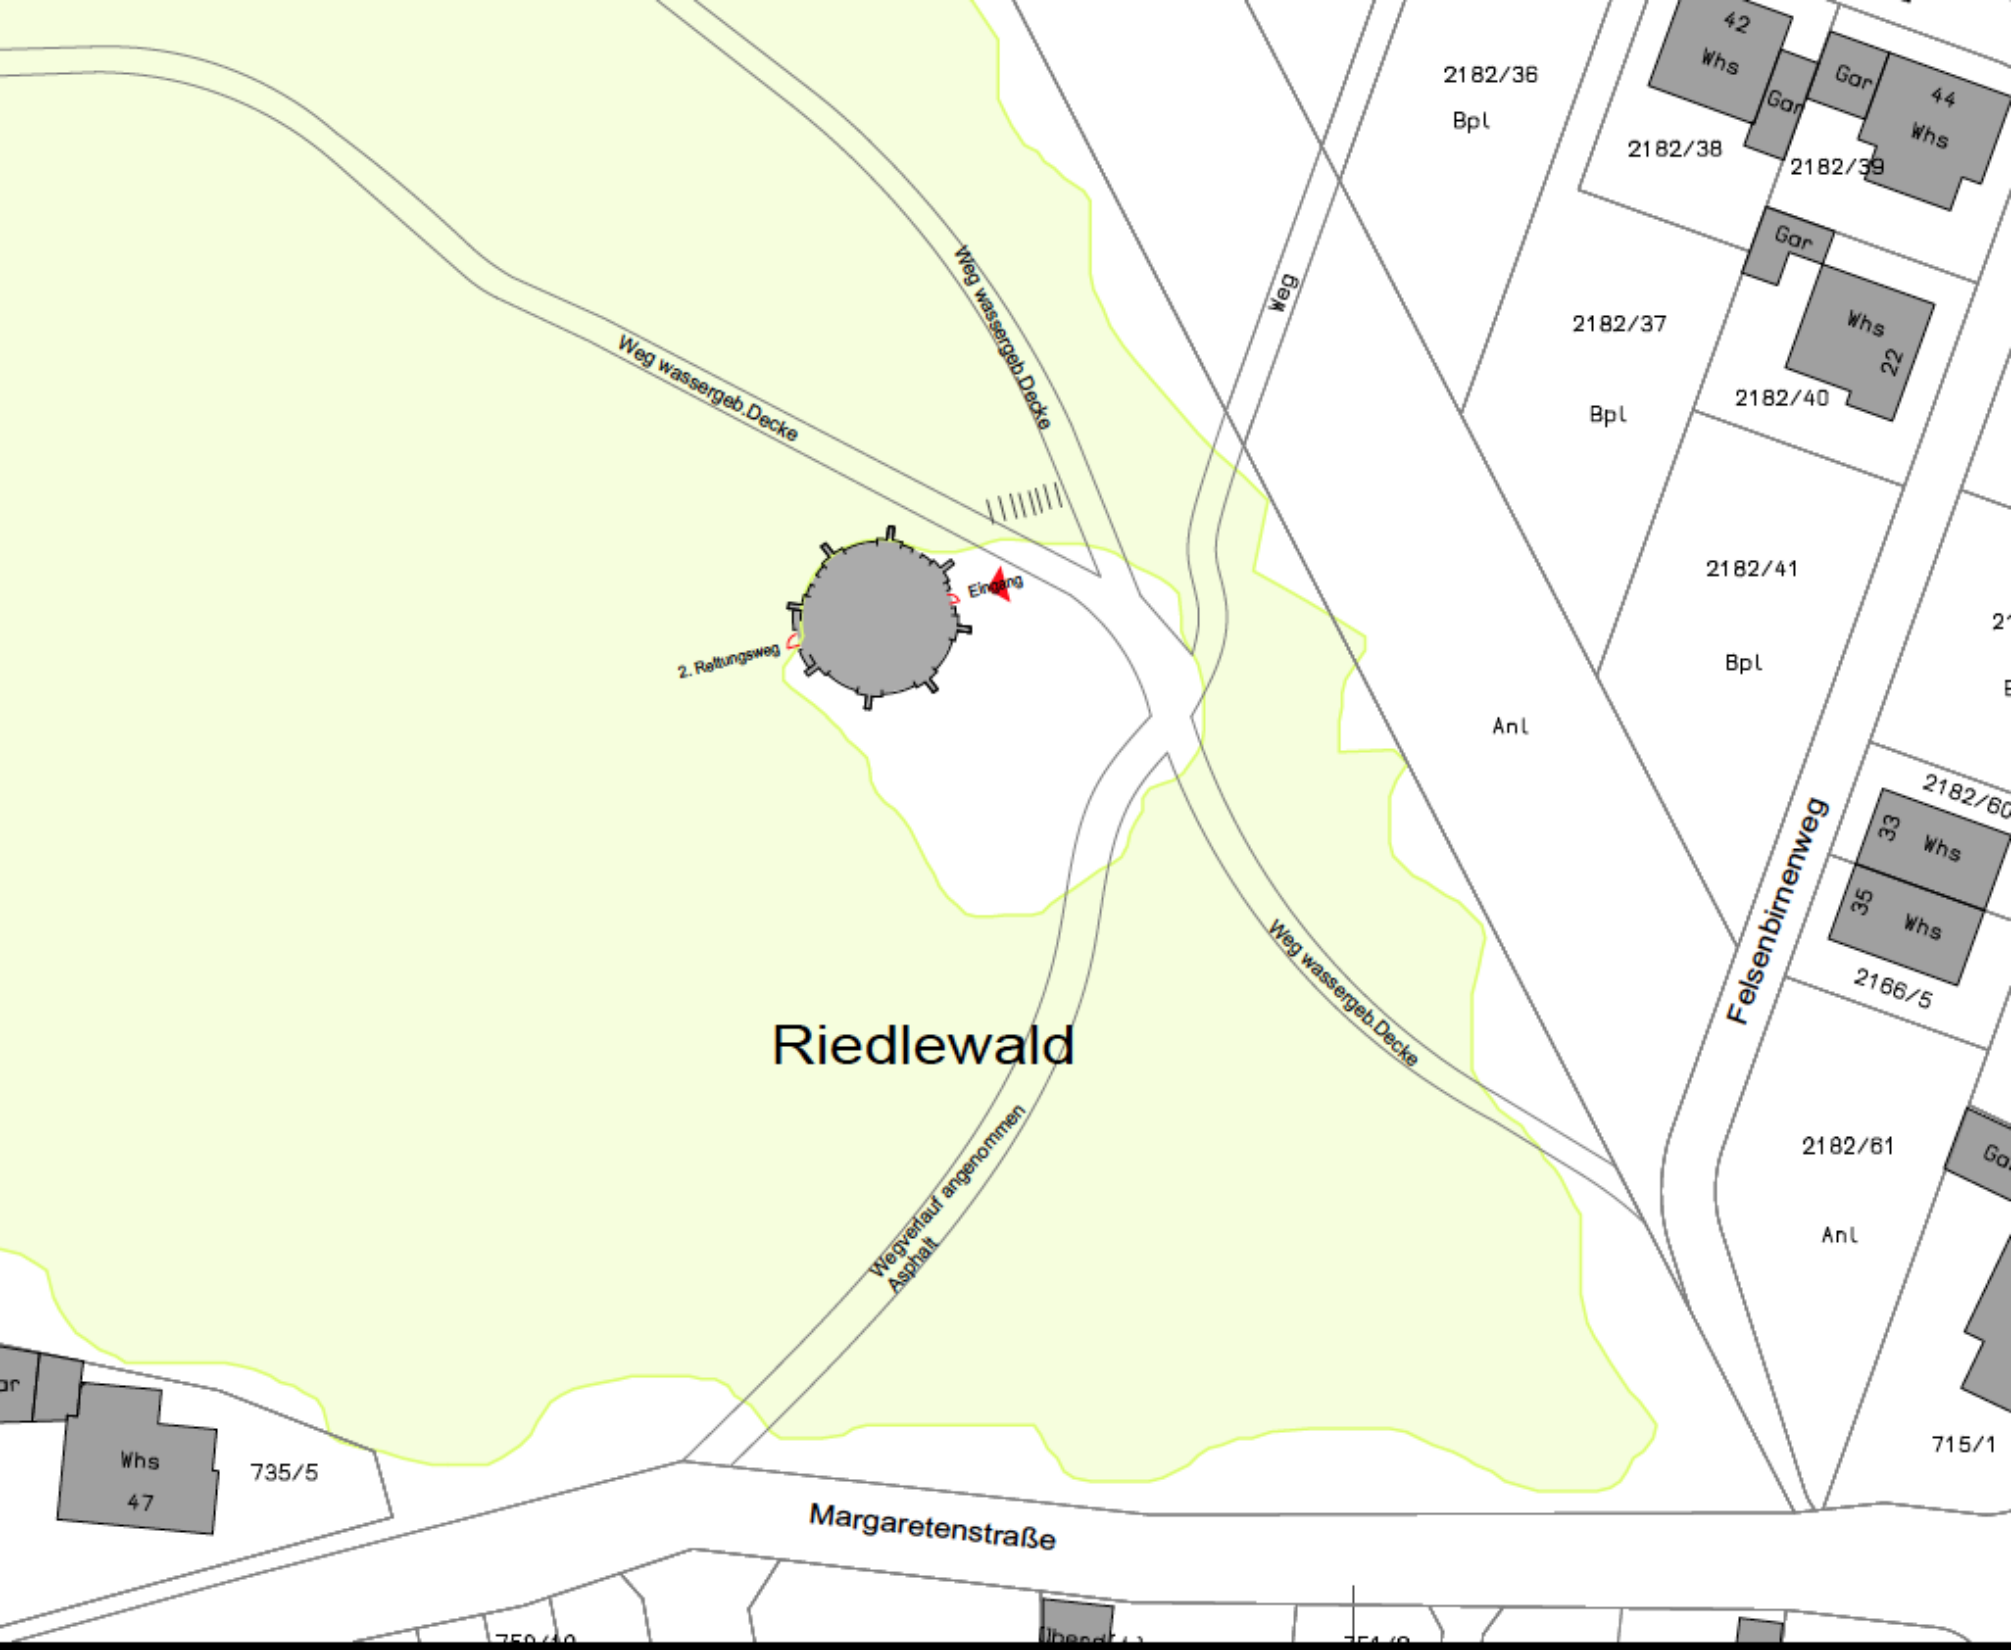 42
Whs
Gar
Gar
44
Whs
2182/36
Bpl
2182/38
2182/39
Gar
Whs
22
2182/37
2182/40
Bpl
Weg
Weg wassergeb.Decke
Weg wassergeb.Decke
Eingang
2. Rettungsweg
2182/41
Bpl
Anl
2182/60
33
Whs
35
Whs
2166/5
Felsenbirnenweg
Weg wassergeb.Decke
Riedlewald
Wegverlauf angenommen
Asphalt
2182/61
Anl
715/1
Whs
47
735/5
Margaretenstraße